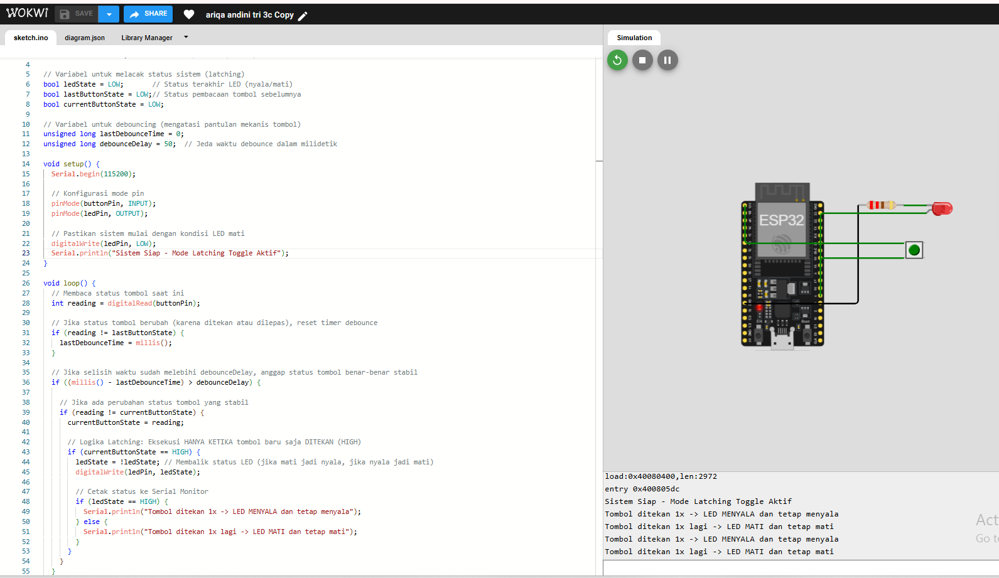 WOKWI
SAVE
SHARE
ariqa andini tri 3c Copy
sketch.ino
diagram.json
Library Manager
Simulation
4
5 // Variabel untuk melacak status sistem (latching)
6 bool ledState = LOW;       // Status terakhir LED (nyala/mati)
7 bool lastButtonState = LOW;// Status pembacaan tombol sebelumnya
8 bool currentButtonState = LOW;
9
10 // Variabel untuk debouncing (mengatasi pantulan mekanis tombol)
11 unsigned long lastDebounceTime = 0;
12 unsigned long debounceDelay = 50;  // Jeda waktu debounce dalam milidetik
13
14 void setup() {
15   Serial.begin(115200);
16
17   // Konfigurasi mode pin
18   pinMode(buttonPin, INPUT);
19   pinMode(ledPin, OUTPUT);
20
21   // Pastikan sistem mulai dengan kondisi LED mati
22   digitalWrite(ledPin, LOW);
23   Serial.println("Sistem Siap - Mode Latching Toggle Aktif");
24 }
25
26 void loop() {
27   // Membaca status tombol saat ini
28   int reading = digitalRead(buttonPin);
29
30   // Jika status tombol berubah (karena ditekan atau dilepas), reset timer debounce
31   if (reading != lastButtonState) {
32     lastDebounceTime = millis();
33   }
34
35   // Jika selisih waktu sudah melebihi debounceDelay, anggap status tombol benar-benar stabil
36   if ((millis() - lastDebounceTime) > debounceDelay) {
37
38     // Jika ada perubahan status tombol yang stabil
39     if (reading != currentButtonState) {
40       currentButtonState = reading;
41
42       // Logika Latching: Eksekusi HANYA KETIKA tombol baru saja DITEKAN (HIGH)
43       if (currentButtonState == HIGH) {
44         ledState = !ledState; // Membalik status LED (jika mati jadi nyala, jika nyala jadi mati)
45         digitalWrite(ledPin, ledState);
46
47         // Cetak status ke Serial Monitor
48         if (ledState == HIGH) {
49           Serial.println("Tombol ditekan 1x -> LED MENYALA dan tetap menyala");
50         } else {
51           Serial.println("Tombol ditekan 1x lagi -> LED MATI dan tetap mati");
52         }
53       }
54     }
55   }
ESP32
EN
Boot
load:0x40080400,len:2972
entry 0x400805dc
Sistem Siap - Mode Latching Toggle Aktif
Tombol ditekan 1x -> LED MENYALA dan tetap menyala
Tombol ditekan 1x lagi -> LED MATI dan tetap mati
Tombol ditekan 1x -> LED MENYALA dan tetap menyala
Tombol ditekan 1x lagi -> LED MATI dan tetap mati
Act
Go to